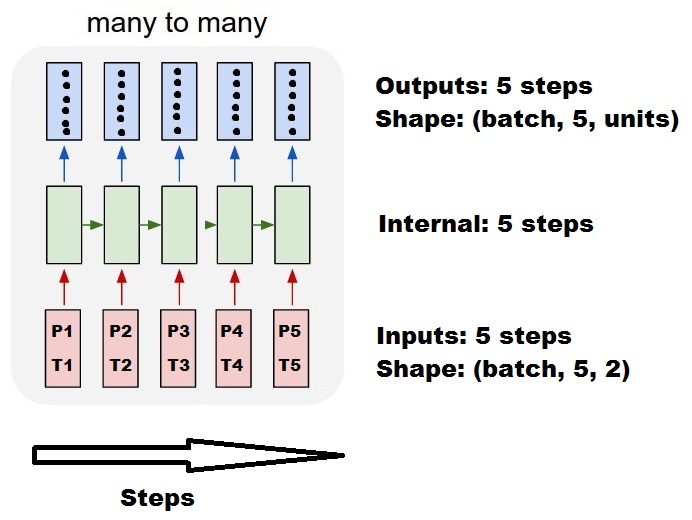 many to many
Outputs: 5 steps
Shape: (batch, 5, units)
Internal: 5 steps
P1 P2 P3 P4 P5
T1 T2 T3 T4 T5
Inputs: 5 steps
Shape: (batch, 5, 2)
Steps